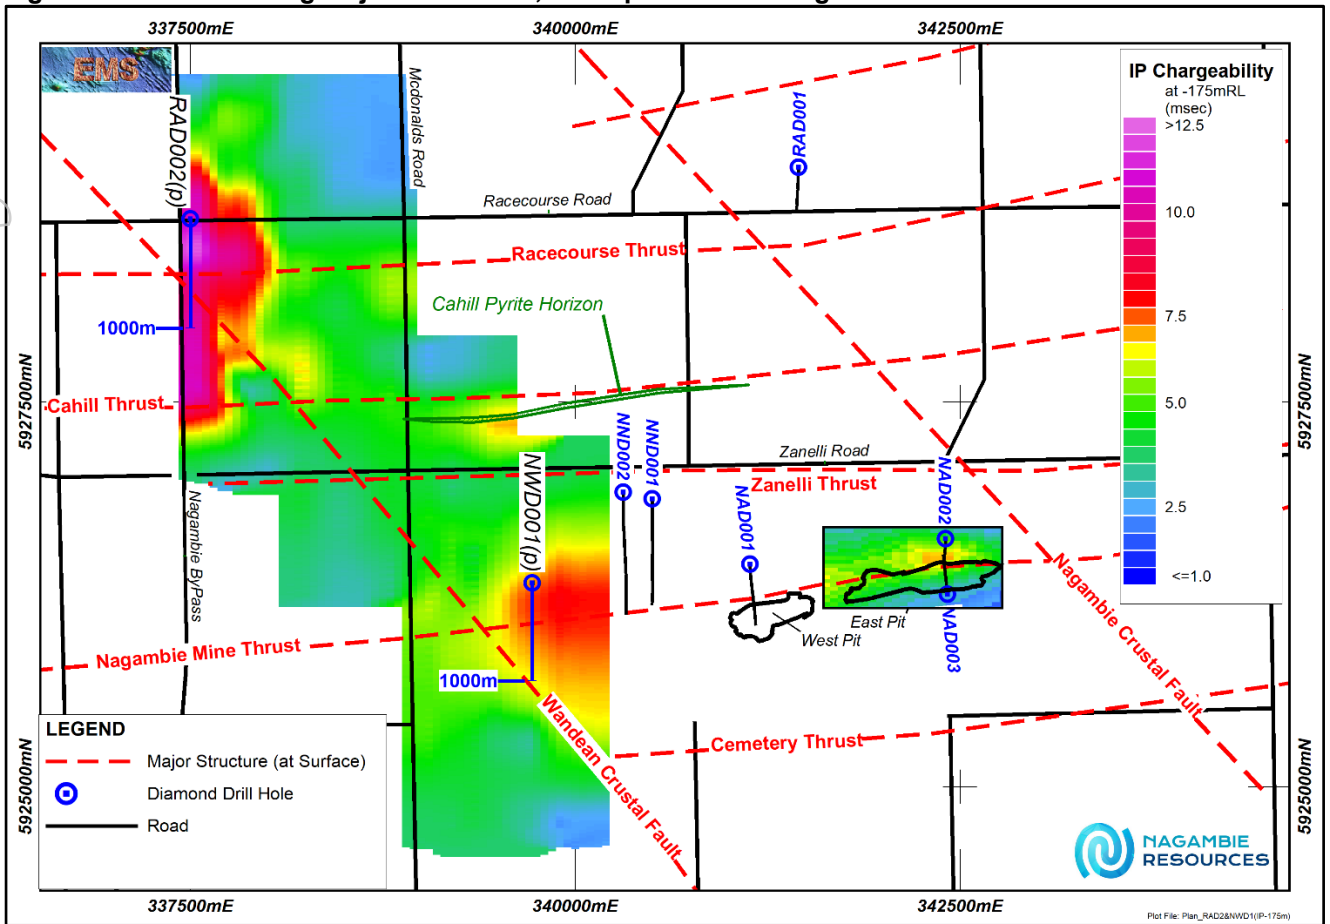 337500mE
340000mE
342500mE
EMS
IP Chargeability
at -175mRL
(msec)
>12.5
10.0
7.5
5.0
2.5
<=1.0
RAD002(p)
Mcdonalds Road
RAD001
Racecourse Road
Racecourse Thrust
Cahill Pyrite Horizon
1000m
Cahill Thrust
5927500mN
5927500mN
NND002
NND001
Zanelli Road
Zanelli Thrust
NAD002
NAD001
NWD001(p)
Nagambie ByPass
East Pit
West Pit
NAD003
Nagambie Crustal Fault
Nagambie Mine Thrust
1000m
Wandean Crustal Fault
Cemetery Thrust
LEGEND
Major Structure (at Surface)
Diamond Drill Hole
Road
5925000mN
5925000mN
NAGAMBIE
RESOURCES
337500mE
340000mE
342500mE
Plot File: Plan_RAD2&NWD1(IP-175m)